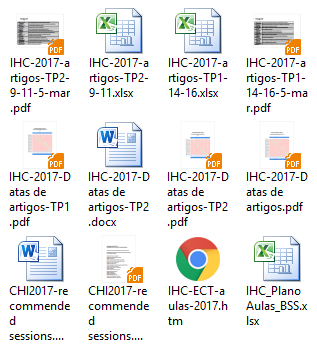 IHC-2017-artigos-TP2-9-11-5-mar.pdf
IHC-2017-artigos-TP2-9-11.xlsx
IHC-2017-artigos-TP1-14-16.xlsx
IHC-2017-artigos-TP1-14-16-5-mar.pdf
IHC-2017-Datas de artigos-TP1.pdf
IHC-2017-Datas de artigos-TP2.docx
IHC-2017-Datas de artigos-TP2.pdf
IHC-2017-Datas de artigos.pdf
CHI2017-recommended sessions....
CHI2017-recommended sessions....
IHC-ECT-aulas-2017.htm
IHC_PlanoAulas_BSS.xlsx